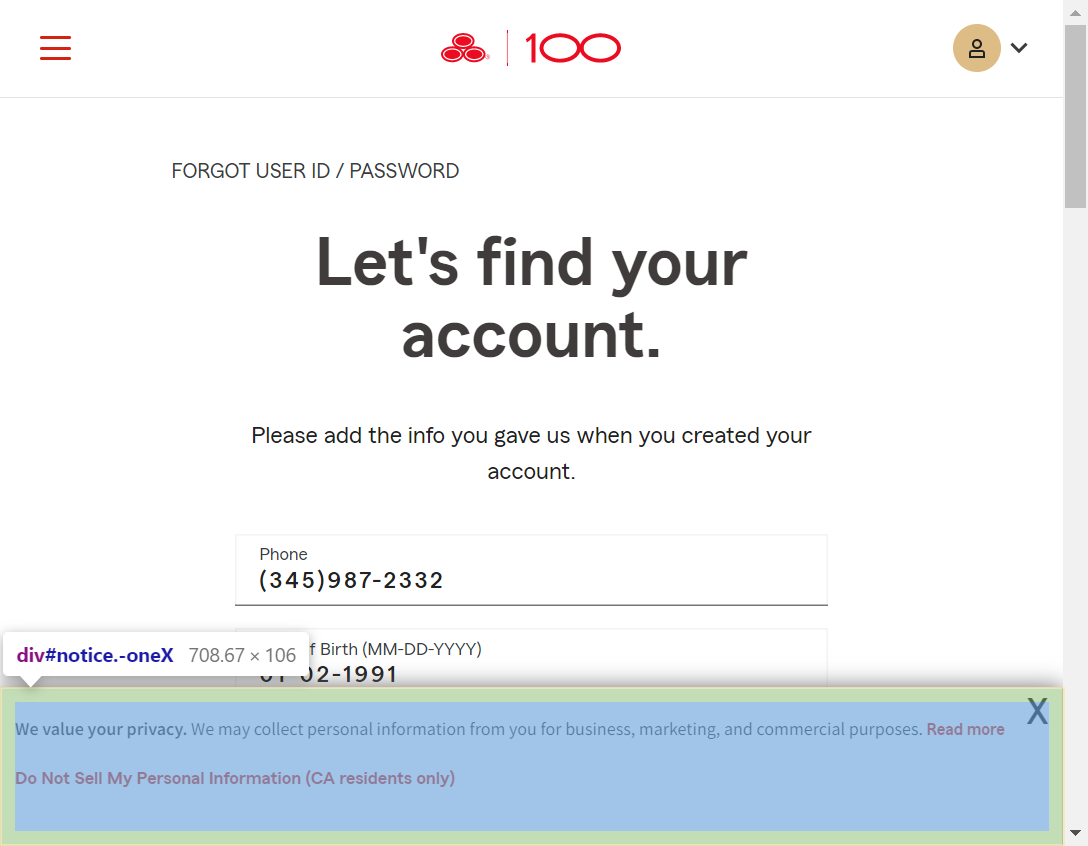 100
FORGOT USER ID / PASSWORD
Let's find your
account.
Please add the info you gave us when you created your
account.
Phone
(345)987-2332
f Birth (MM-DD-YYYY)
01-02-1991
div#notice.-oneX 708.67 × 106
X
We value your privacy. We may collect personal information from you for business, marketing, and commercial purposes. Read more
Do Not Sell My Personal Information (CA residents only)